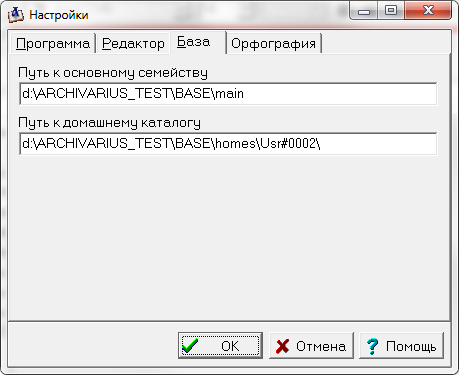 Настройки
Программа Редактор База Орфография
Путь к основному семейству
d:\ARCHIVARIUS_TEST\BASE\main
Путь к домашнему каталогу
d:\ARCHIVARIUS_TEST\BASE\homes\Usr#0002\
OK Отмена ? Помощь